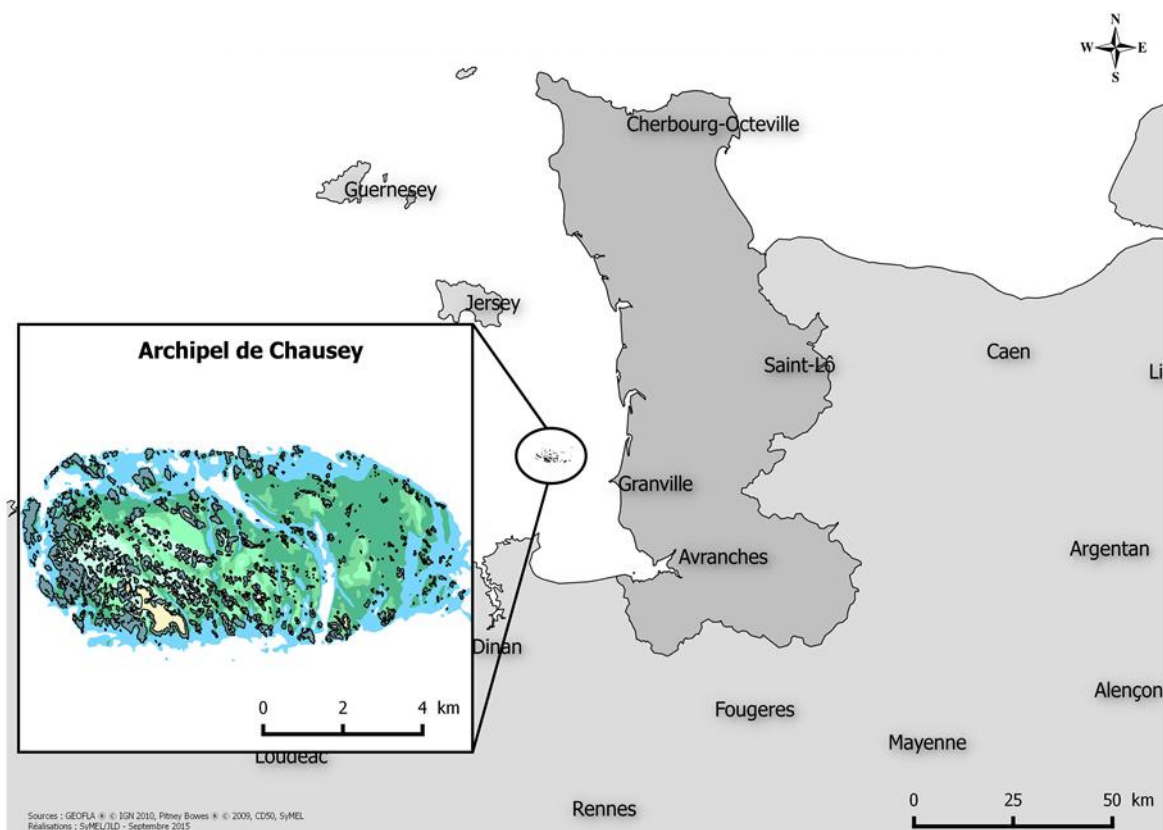 N
W E
S
Cherbourg-Octeville
Guernesey
Jersey
Archipel de Chausey
Saint-Lô
Caen
Li
Granville
Avranches
Argentan
Dinan
Alençon
Fougeres
0 2 4 km
Mayenne
Loudeac
0 25 50 km
Rennes
Sources : GEOFLA ® © IGN 2010, Pitney Bowes ® © 2009, CD50, SyMEL
Réalisations : SyMEL/JLD - Septembre 2015